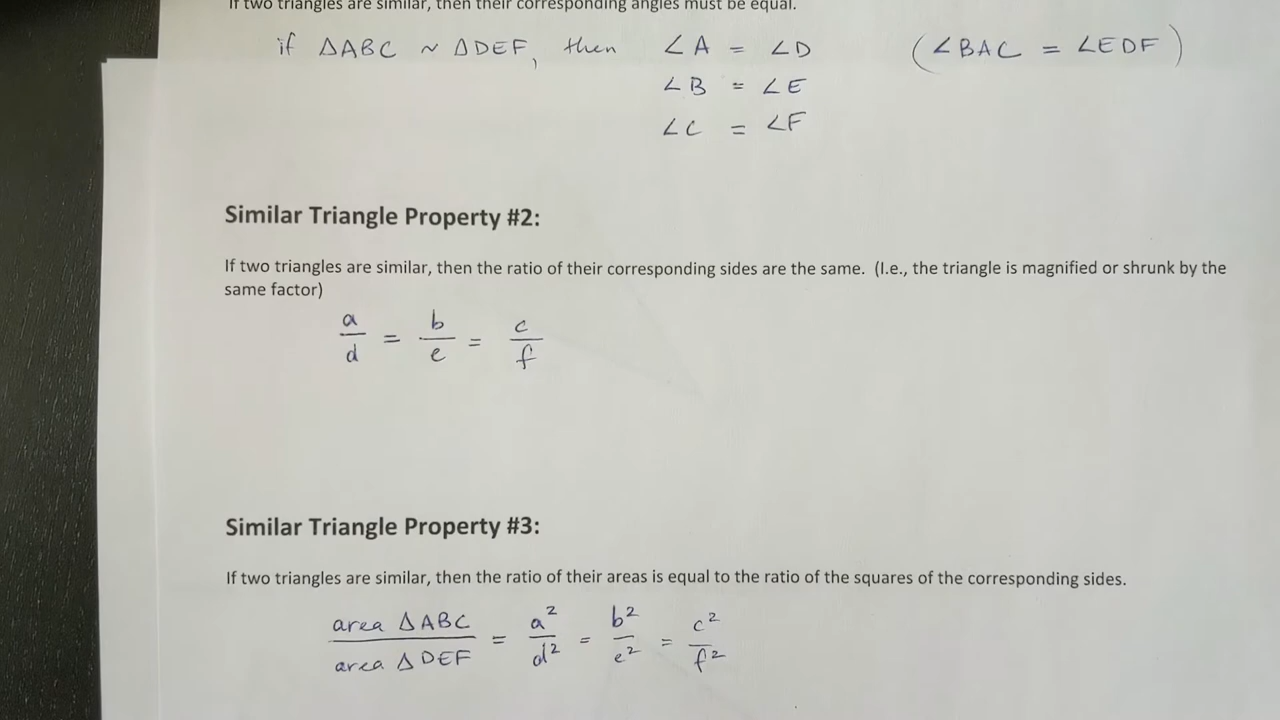 If two triangles are similar, then their corresponding angles must be equal.
if △ABC ~ △DEF, then ∠A = ∠D (∠BAC = ∠EDF)
∠B = ∠E
∠C = ∠F
Similar Triangle Property #2:
If two triangles are similar, then the ratio of their corresponding sides are the same. (I.e., the triangle is magnified or shrunk by the
same factor)
a/d = b/e = c/f
Similar Triangle Property #3:
If two triangles are similar, then the ratio of their areas is equal to the ratio of the squares of the corresponding sides.
area △ABC / area △DEF = a²/d² = b²/e² = c²/f²